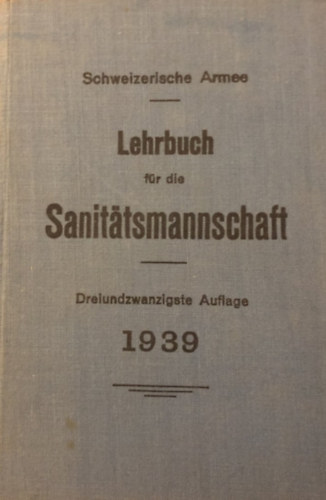 Schweizerische Armee
Lehrbuch
für die
Sanitätsmannschaft
Dreiundzwanzigste Auflage
1939